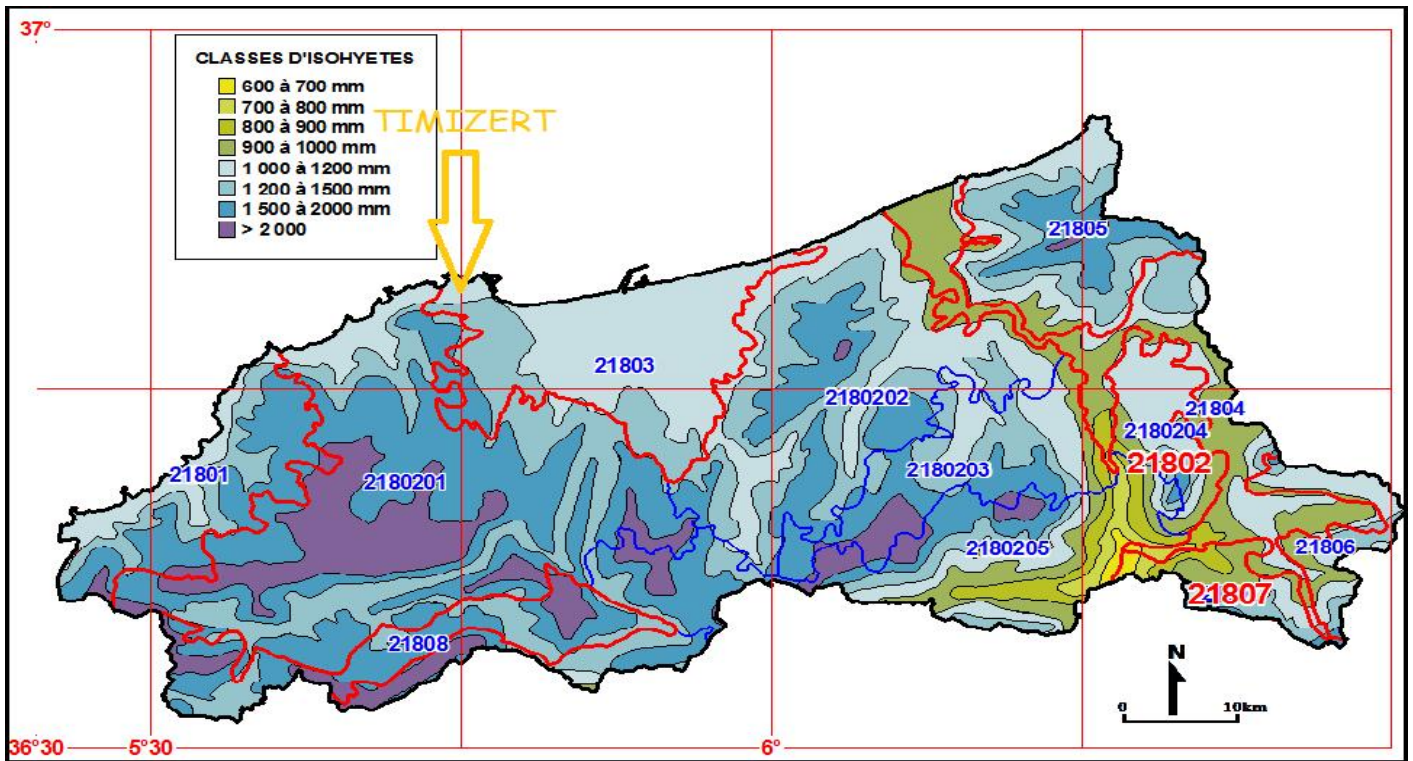 37°
CLASSES D'ISOHYETES
600 à 700 mm
700 à 800 mm
800 à 900 mm
900 à 1000 mm
1 000 à 1200 mm
1 200 à 1500 mm
1 500 à 2000 mm
> 2 000
TIMIZERT
21805
21803
2180202
21804
2180204
21802
2180203
21801
2180201
2180205
21806
21807
21808
N
0 10km
36°30
5°30
6°